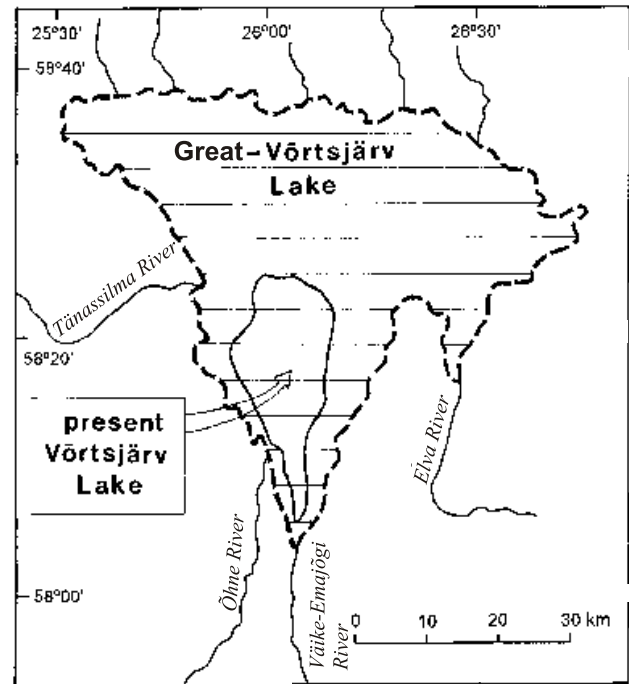 25°30' 26°00' 26°30'
58°40'
Great-Võrtsjärv
Lake
Tänassilma River
58°20'
present
Võrtsjärv
Lake
Elva River
Õhne River
Väike-Emajõgi
River
58°00'
0 10 20 30 km